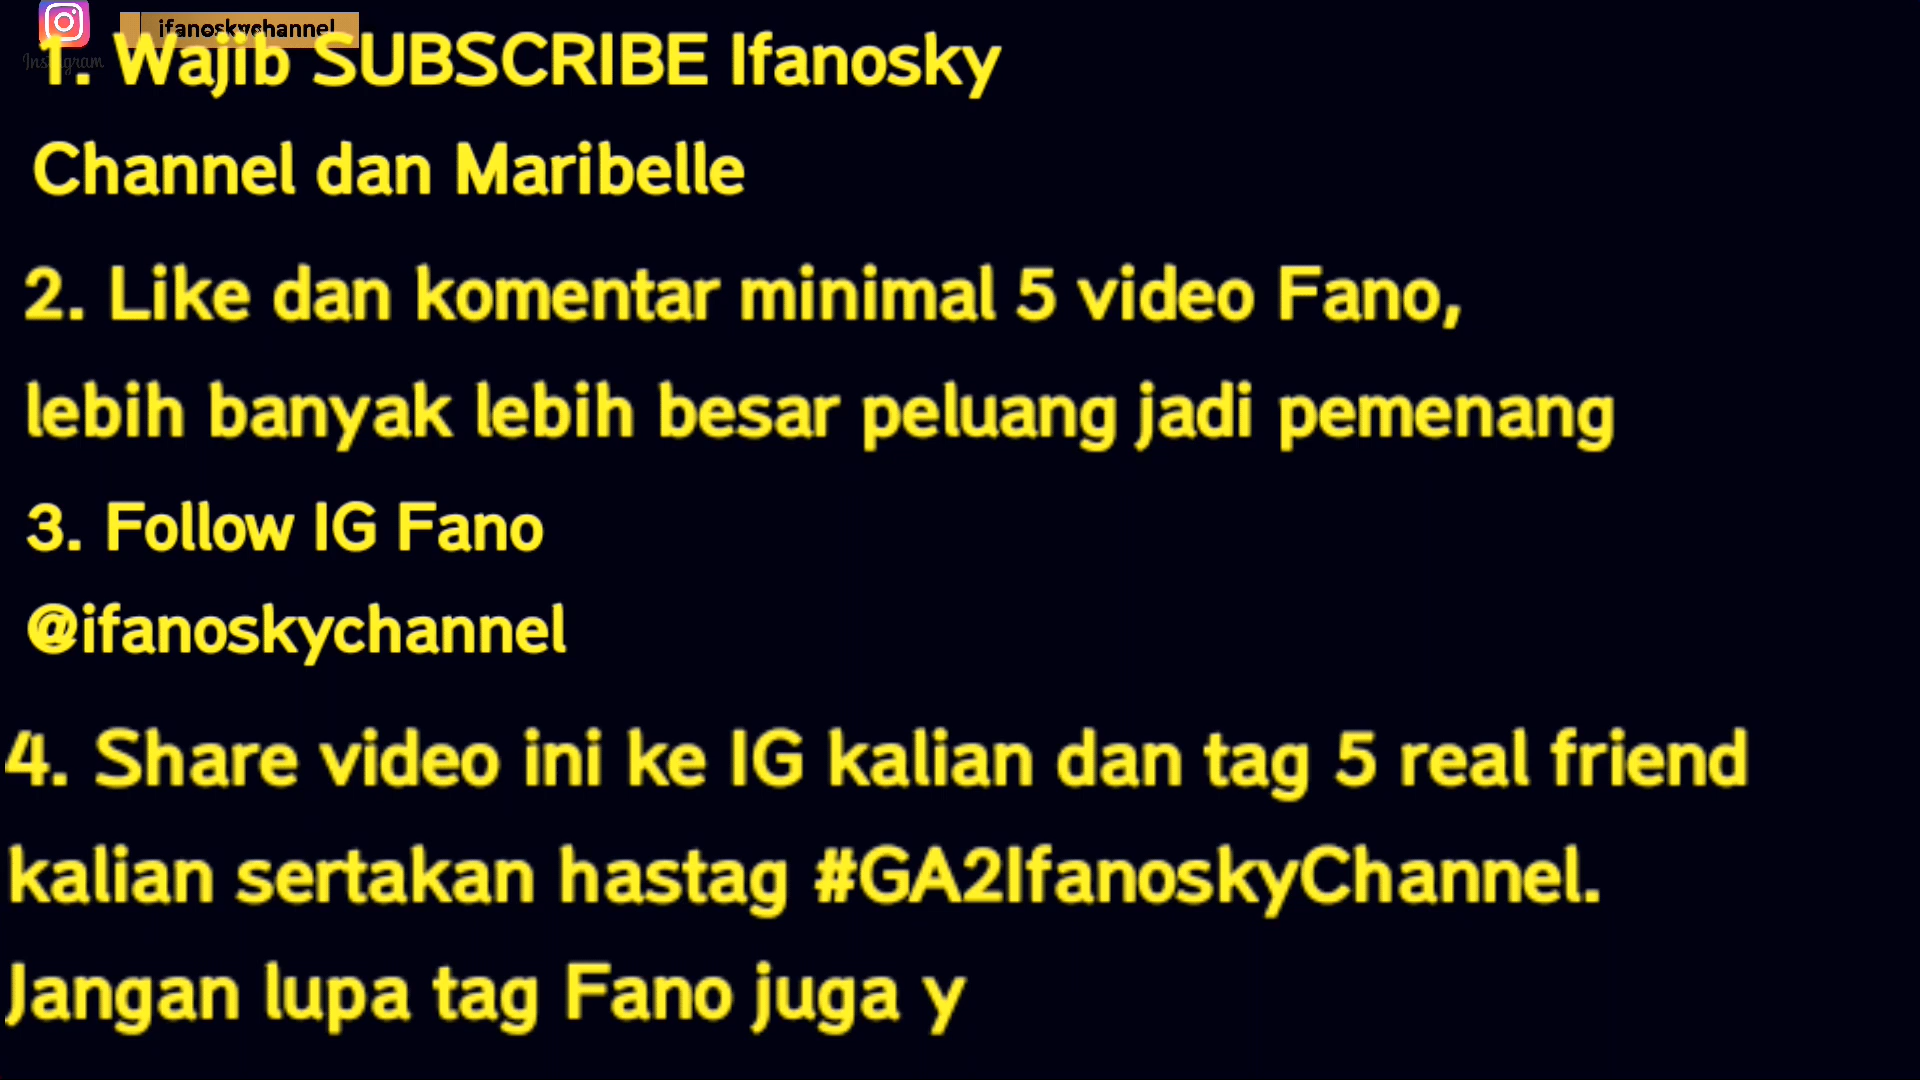 ifanoskychannel
Instagram
1. Wajib SUBSCRIBE Ifanosky
Channel dan Maribelle
2. Like dan komentar minimal 5 video Fano,
lebih banyak lebih besar peluang jadi pemenang
3. Follow IG Fano
@ifanoskychannel
4. Share video ini ke IG kalian dan tag 5 real friend
kalian sertakan hastag #GA2IfanoskyChannel.
Jangan lupa tag Fano juga y